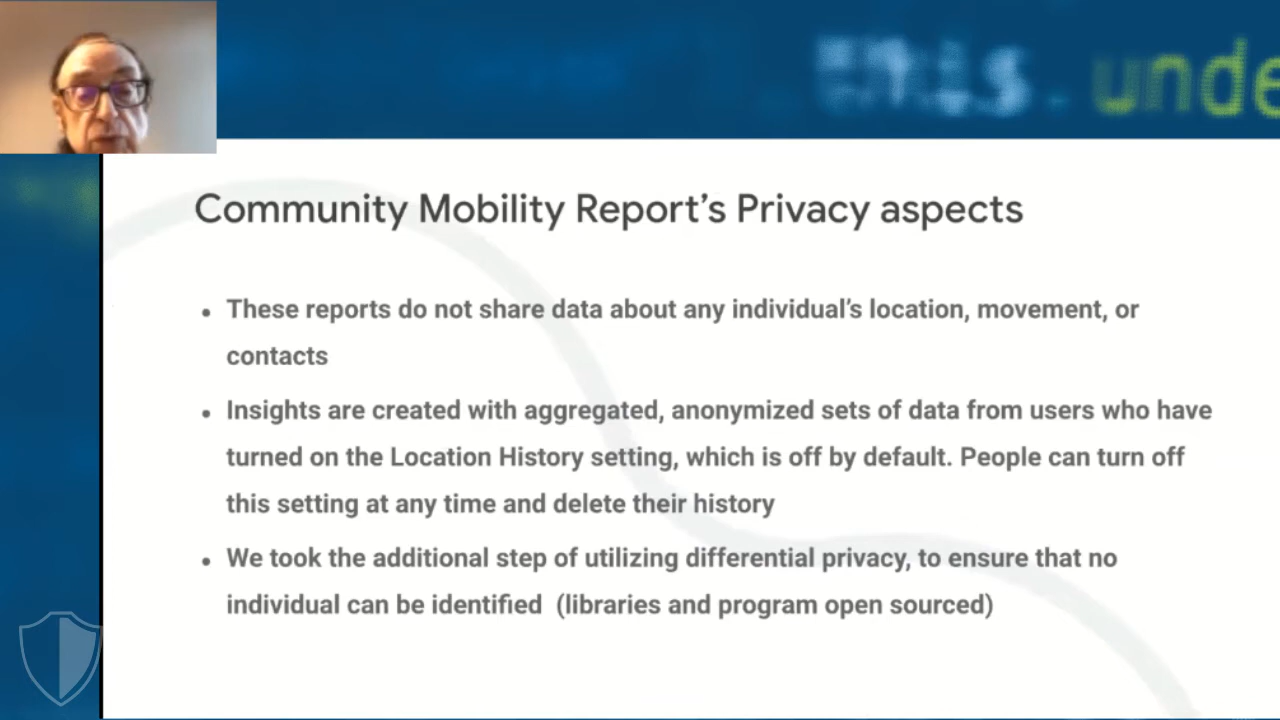 unde
Community Mobility Report's Privacy aspects
• These reports do not share data about any individual's location, movement, or
contacts
• Insights are created with aggregated, anonymized sets of data from users who have
turned on the Location History setting, which is off by default. People can turn off
this setting at any time and delete their history
• We took the additional step of utilizing differential privacy, to ensure that no
individual can be identified (libraries and program open sourced)